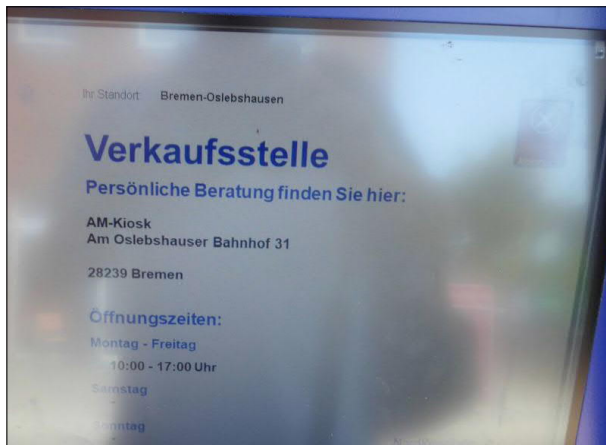 Ihr Standort: Bremen-Oslebshausen
Verkaufsstelle
Persönliche Beratung finden Sie hier:
AM-Kiosk
Am Oslebshauser Bahnhof 31
28239 Bremen
Öffnungszeiten:
Montag - Freitag
10:00 - 17:00 Uhr
Samstag
Sonntag